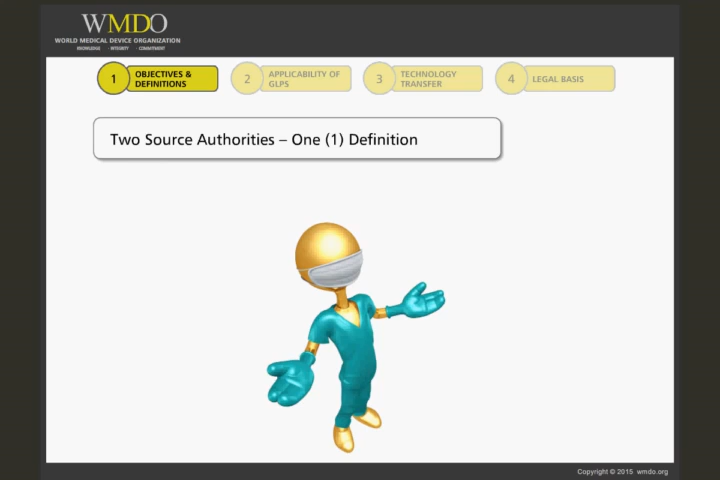 WMDO
WORLD MEDICAL DEVICE ORGANIZATION
KNOWLEDGE · INTEGRITY · COMMITMENT
1 OBJECTIVES &
DEFINITIONS
2 APPLICABILITY OF
GLPS
3 TECHNOLOGY
TRANSFER
4 LEGAL BASIS
Two Source Authorities – One (1) Definition
Copyright © 2015 wmdo.org